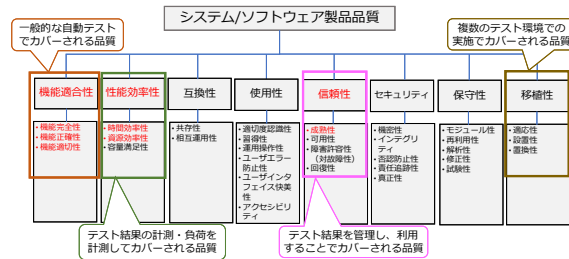 システム/ソフトウェア製品品質
一般的な自動テスト
でカバーされる品質
複数のテスト環境での
実施でカバーされる品質
機能適合性
性能効率性
互換性
使用性
信頼性
セキュリティ
保守性
移植性
・機能完全性
・機能正確性
・機能適切性
・時間効率性
・資源効率性
・容量満足性
・共存性
・相互運用性
・適切度認識性
・習得性
・運用操作性
・ユーザエラー
防止性
・ユーザインタ
フェイス快美
性
・アクセシビリ
ティ
・成熟性
・可用性
・障害許容性
（対故障性）
・回復性
・機密性
・インテグリ
ティ
・否認防止性
・責任追跡性
・真正性
・モジュール性
・再利用性
・解析性
・修正性
・試験性
・適応性
・設置性
・置換性
テスト結果の計測・負荷を
計測してカバーされる品質
テスト結果を管理し、利用
することでカバーされる品質